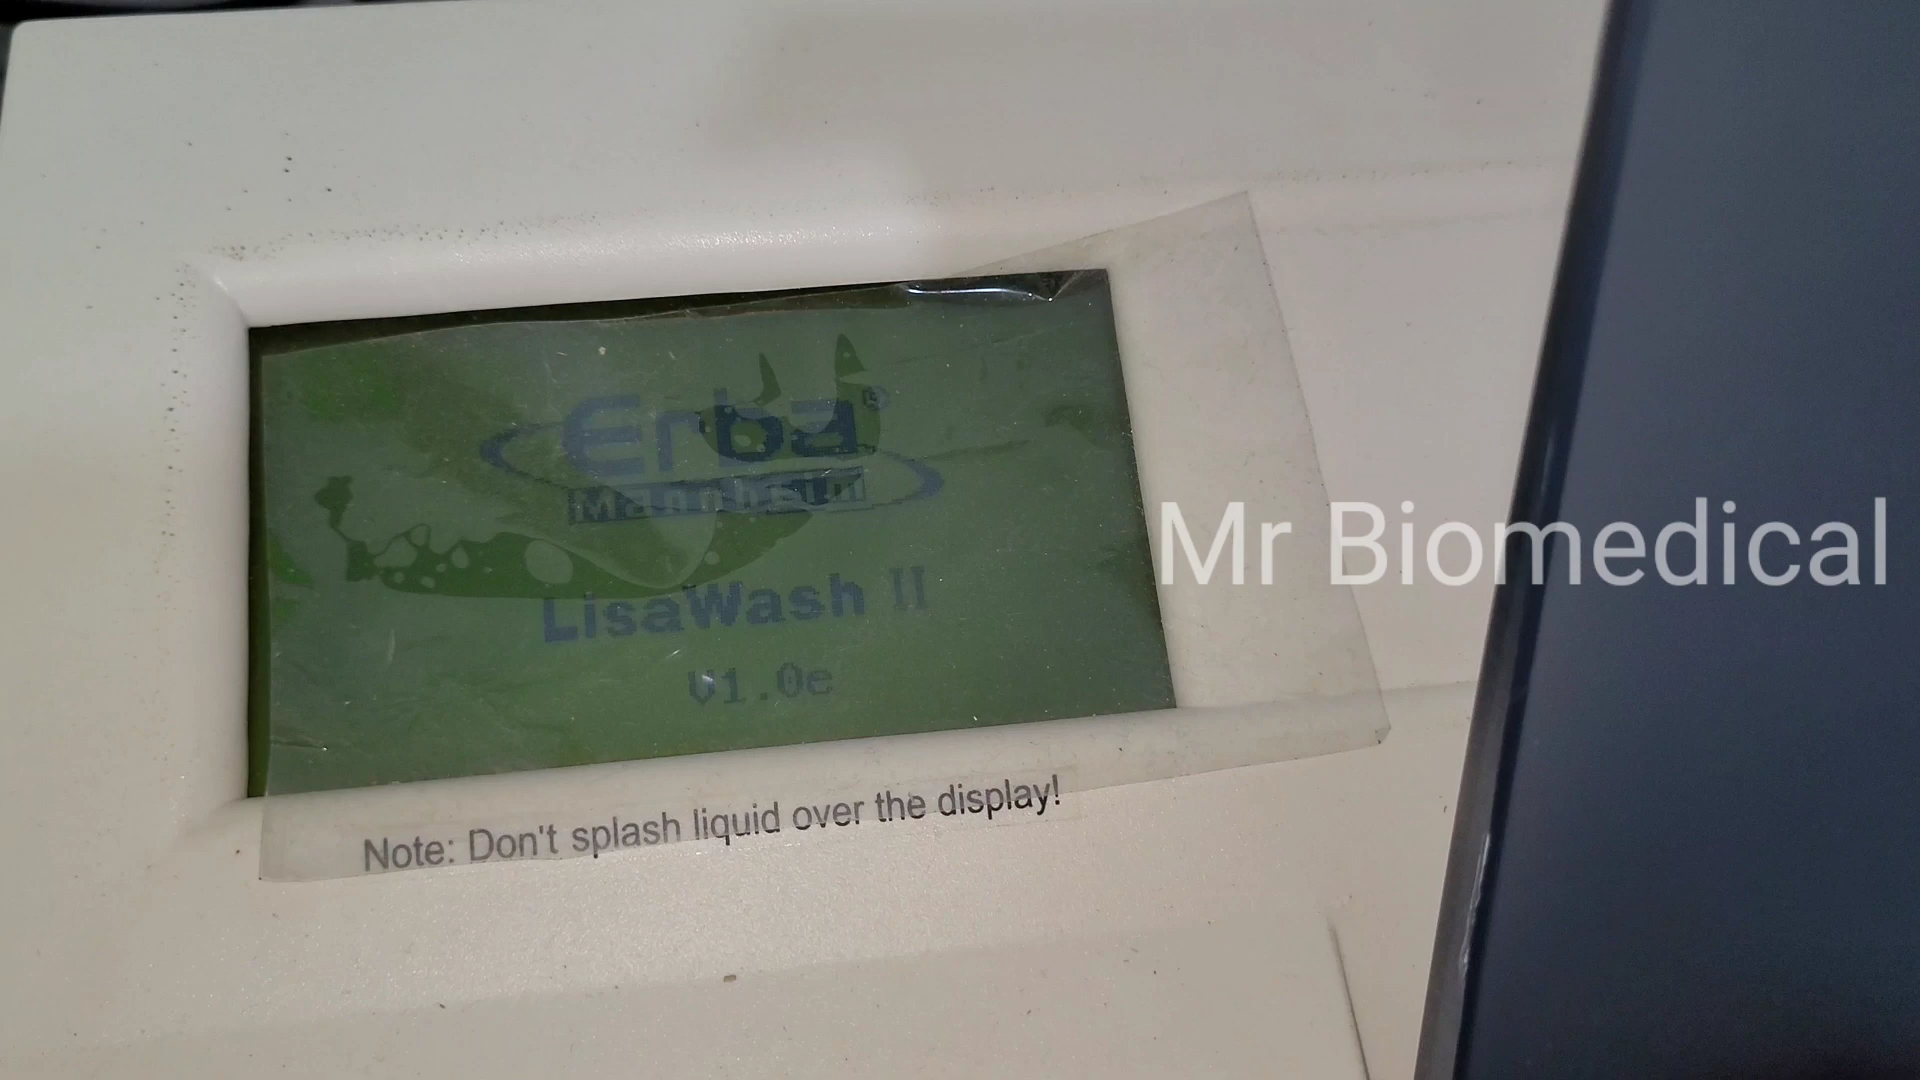 Erba®
Mannheim
LisaWash II
V1.0e
Note: Don't splash liquid over the display!
Mr Biomedical